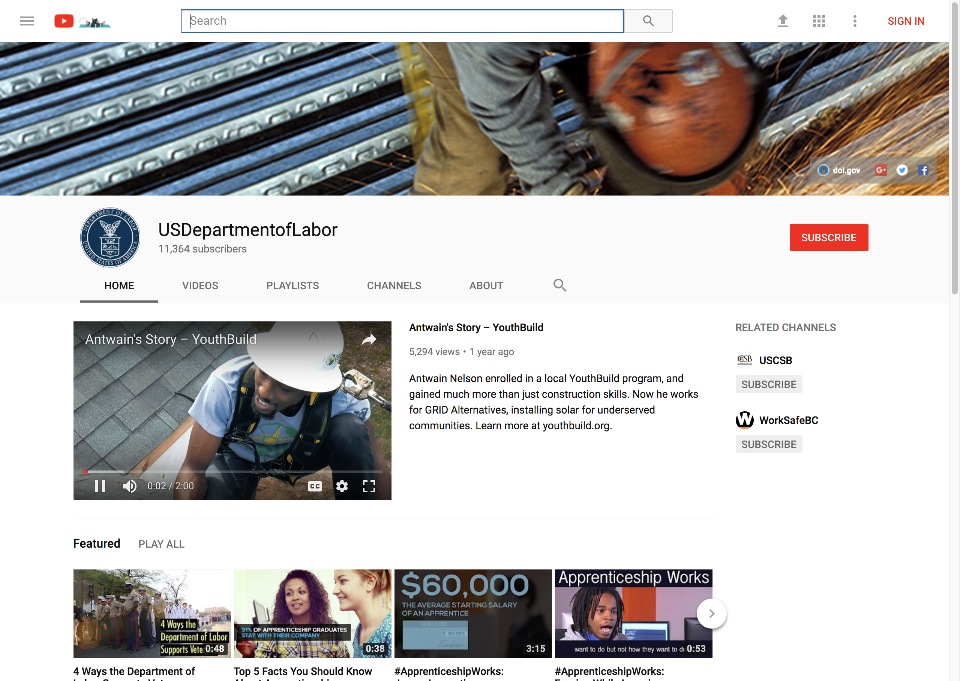 Search
SIGN IN
dol.gov
G+
USDepartmentofLabor
11,364 subscribers
SUBSCRIBE
HOME
VIDEOS
PLAYLISTS
CHANNELS
ABOUT
Antwain's Story – YouthBuild
CC
0:02 / 2:00
Antwain's Story – YouthBuild
5,294 views • 1 year ago
Antwain Nelson enrolled in a local YouthBuild program, and
gained much more than just construction skills. Now he works
for GRID Alternatives, installing solar for underserved
communities. Learn more at youthbuild.org.
RELATED CHANNELS
CSB
USCSB
SUBSCRIBE
W
WorkSafeBC
SUBSCRIBE
Featured
PLAY ALL
4 Ways the
Department of Labor
Supports Vete
0:48
91% OF APPRENTICESHIP GRADUATES
STAY WITH THEIR COMPANY
0:38
$60,000
THE AVERAGE STARTING SALARY
OF AN APPRENTICE
3:15
Apprenticeship Works
want to do but not how they want to do
0:53
4 Ways the Department of
Top 5 Facts You Should Know
#ApprenticeshipWorks:
#ApprenticeshipWorks: